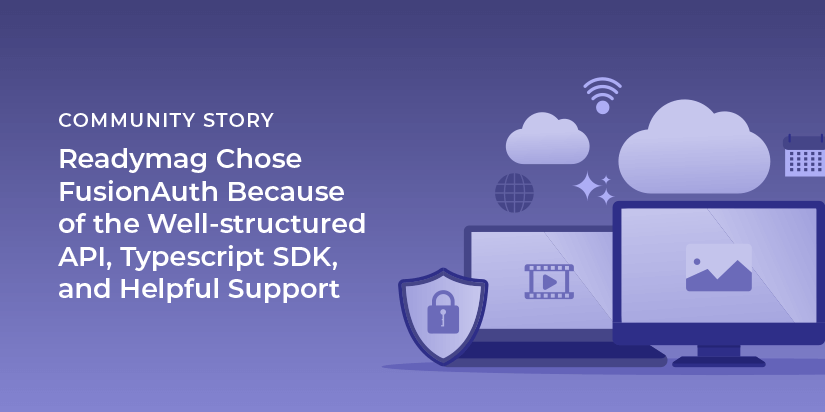 COMMUNITY STORY
Readymag Chose
FusionAuth Because
of the Well-structured
API, Typescript SDK,
and Helpful Support